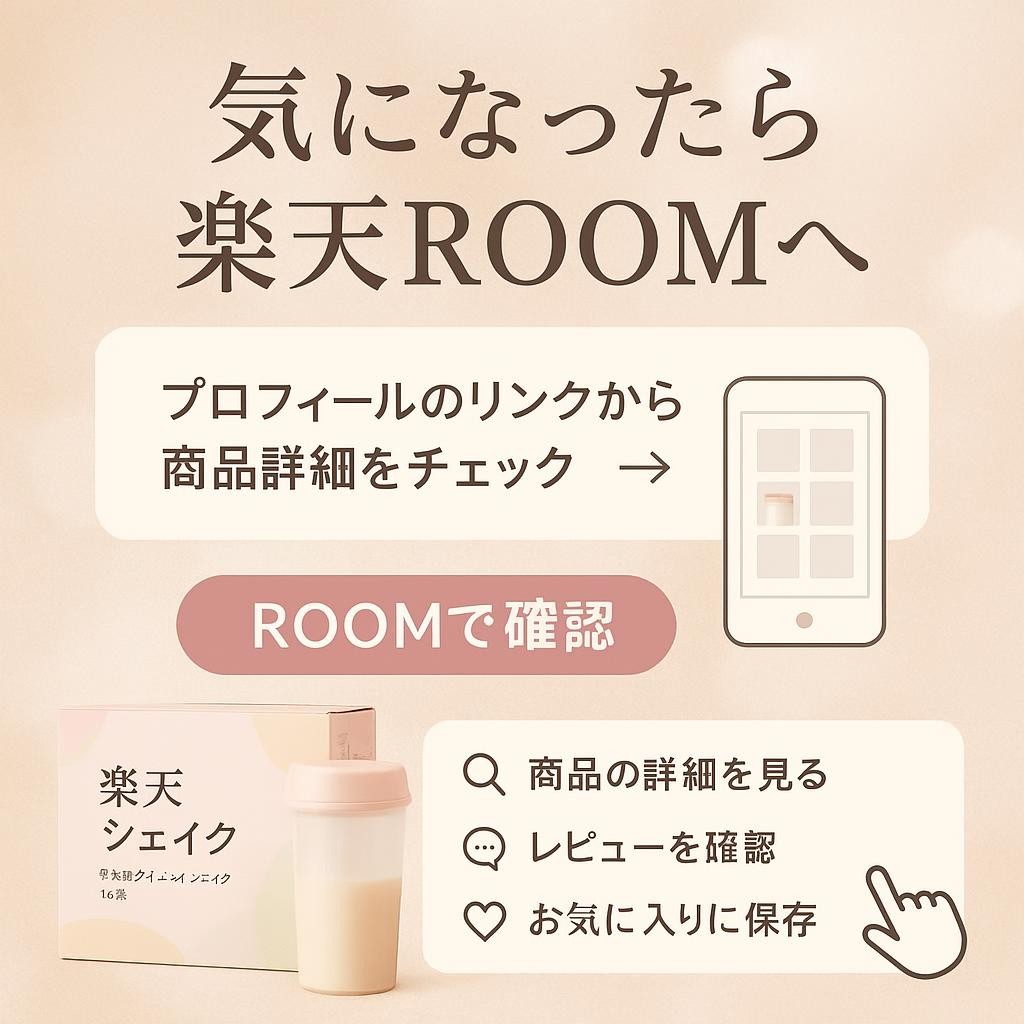 気になったら
楽天ROOMへ
プロフィールのリンクから
商品詳細をチェック →
ROOMで確認
楽天
シェイク
16
商品の詳細を見る
レビューを確認
お気に入りに保存